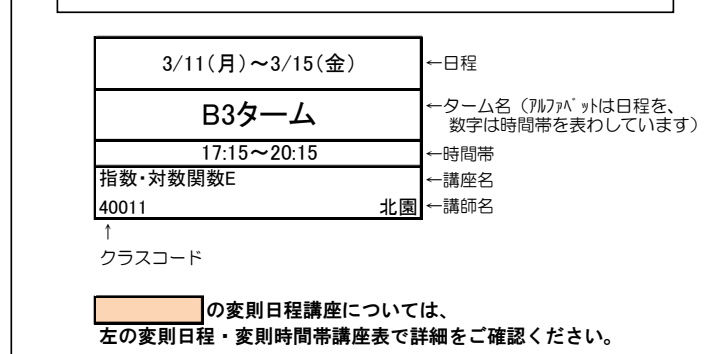 3/11(月)～3/15(金)
←日程
B3ターム
←ターム名（ｱﾙﾌｧﾍﾞｯﾄは日程を、
数字は時間帯を表わしています）
17:15～20:15
←時間帯
指数・対数関数E
←講座名
40011 北園
←講師名
↑
クラスコード
の変則日程講座については、
左の変則日程・変則時間帯講座表で詳細をご確認ください。